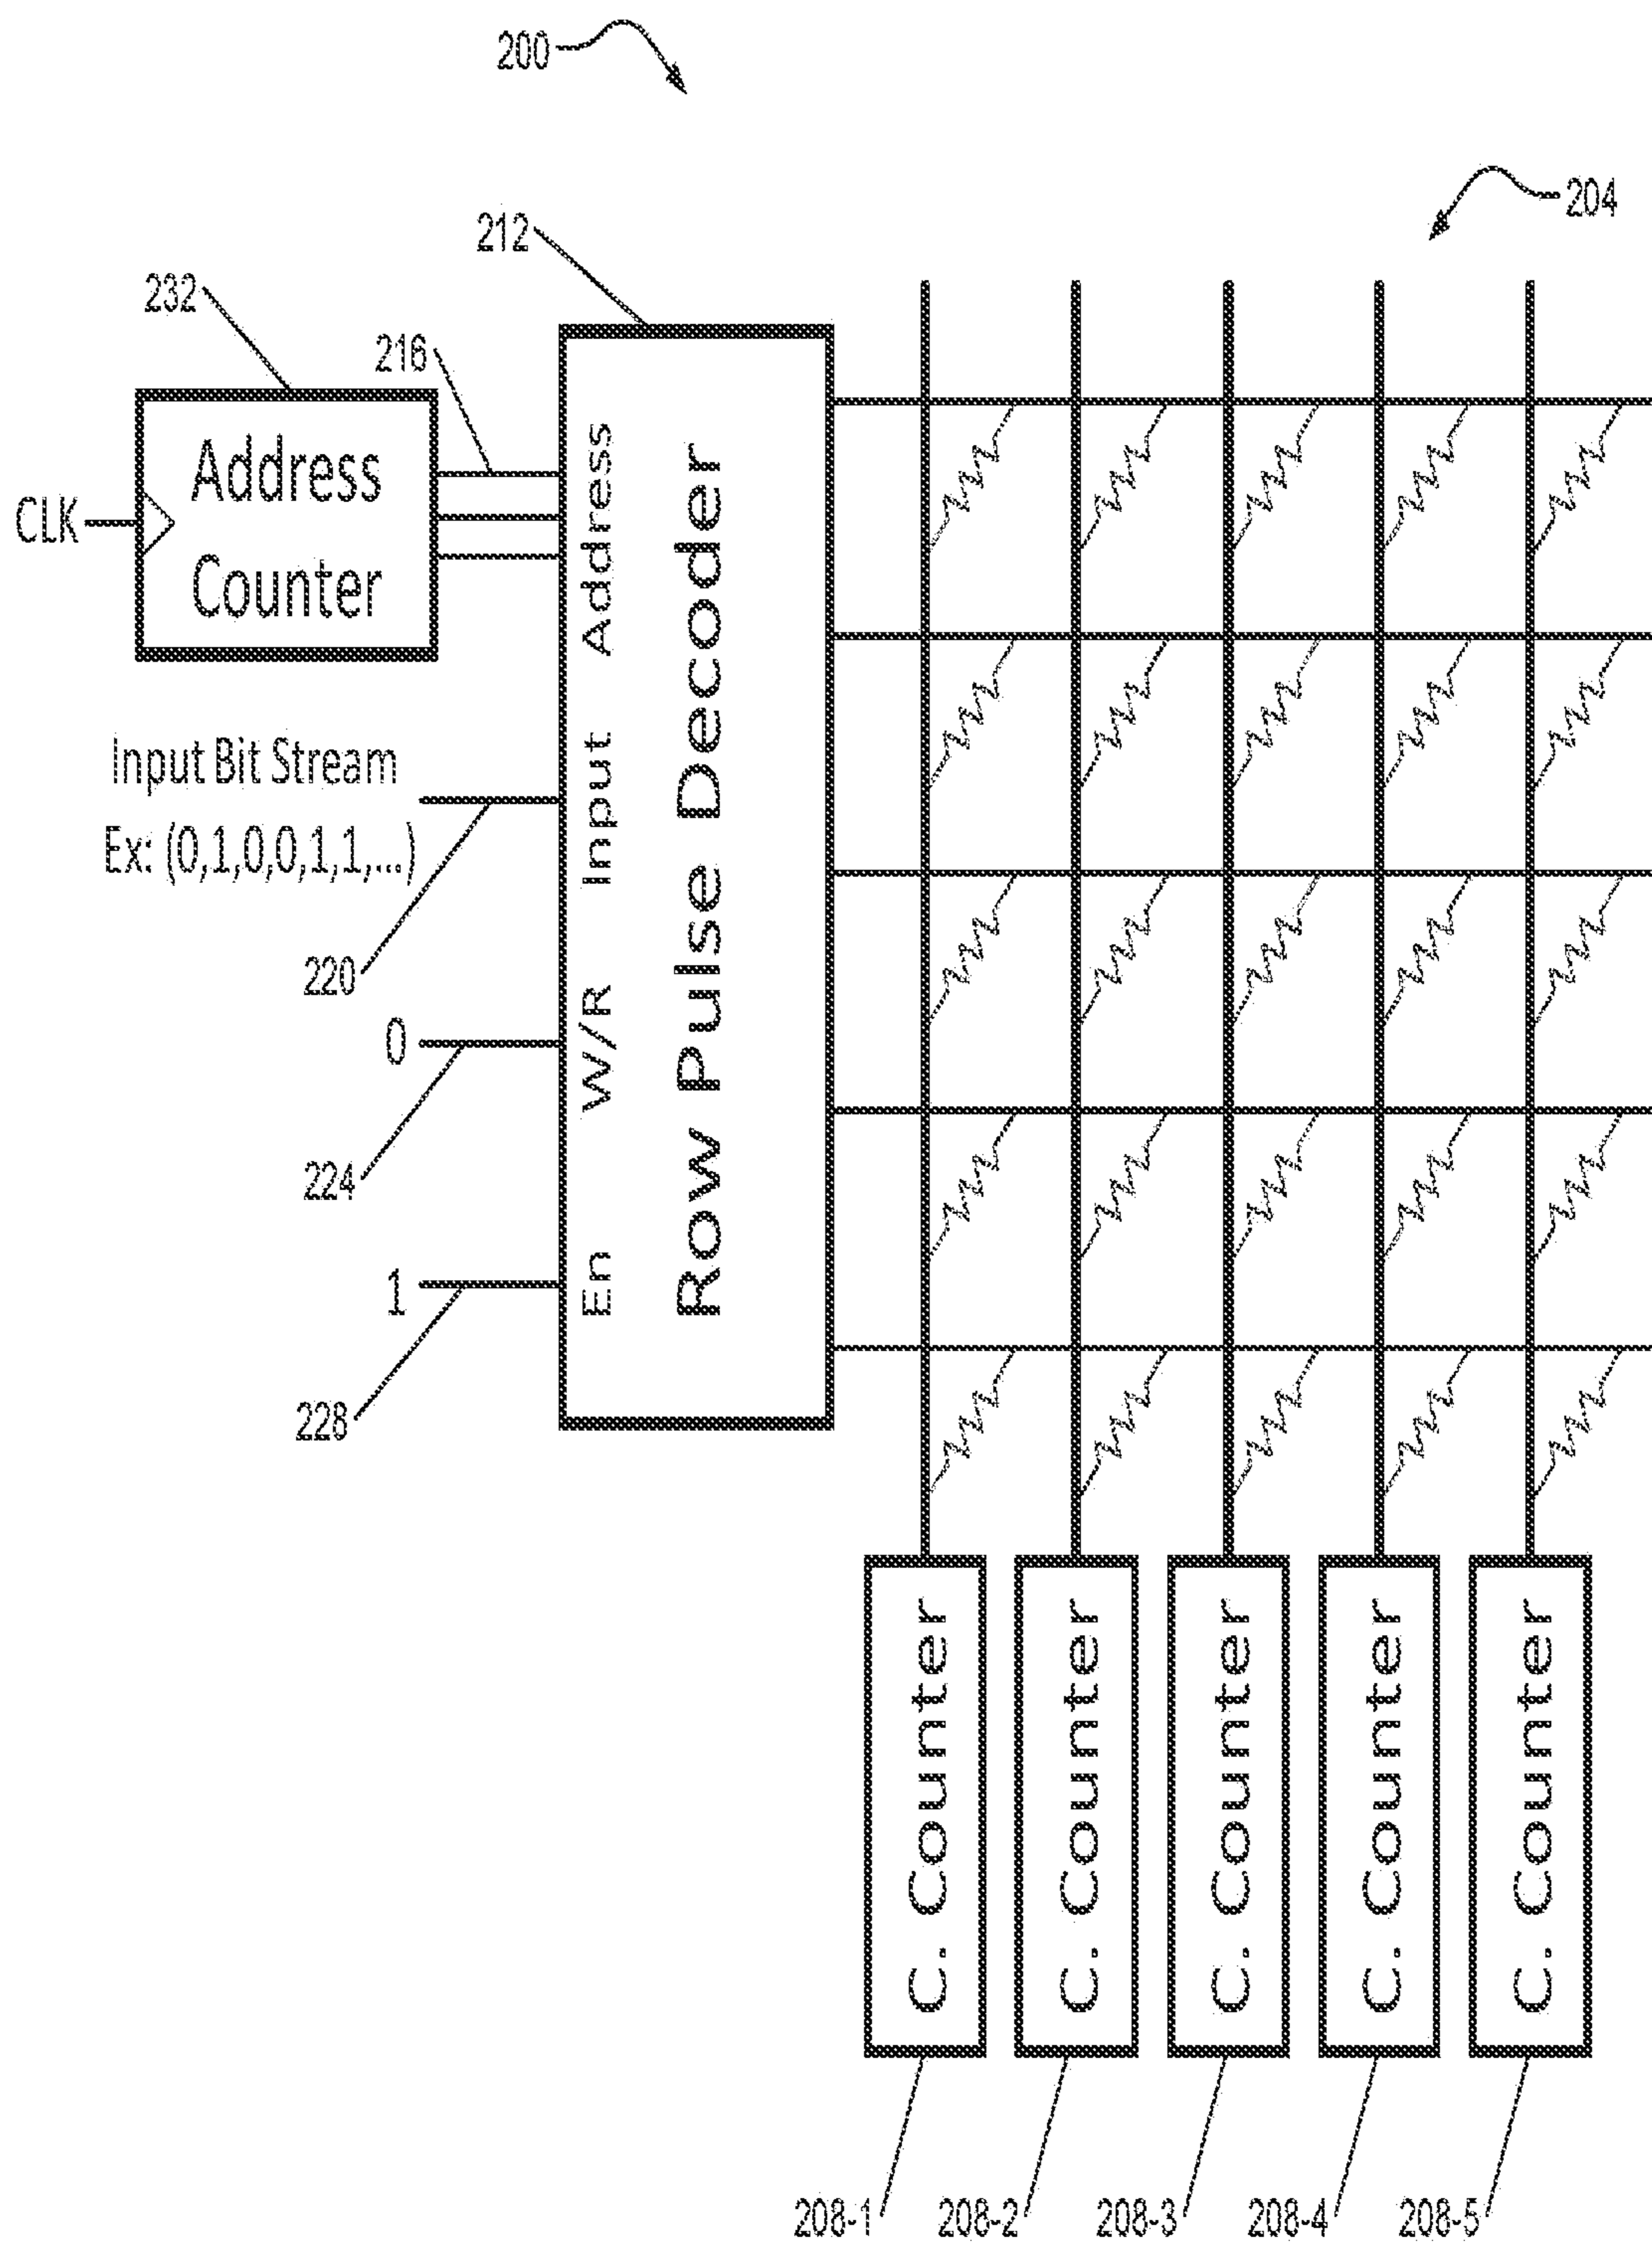 200
204
212
232
216
CLK
Address
Counter
Input Bit Stream
Ex: (0,1,0,0,1,1,...)
220
0
224
1
228
Address
Input
W/R
En
Row Pulse Decoder
C. Counter
C. Counter
C. Counter
C. Counter
C. Counter
208-1
208-2
208-3
208-4
208-5